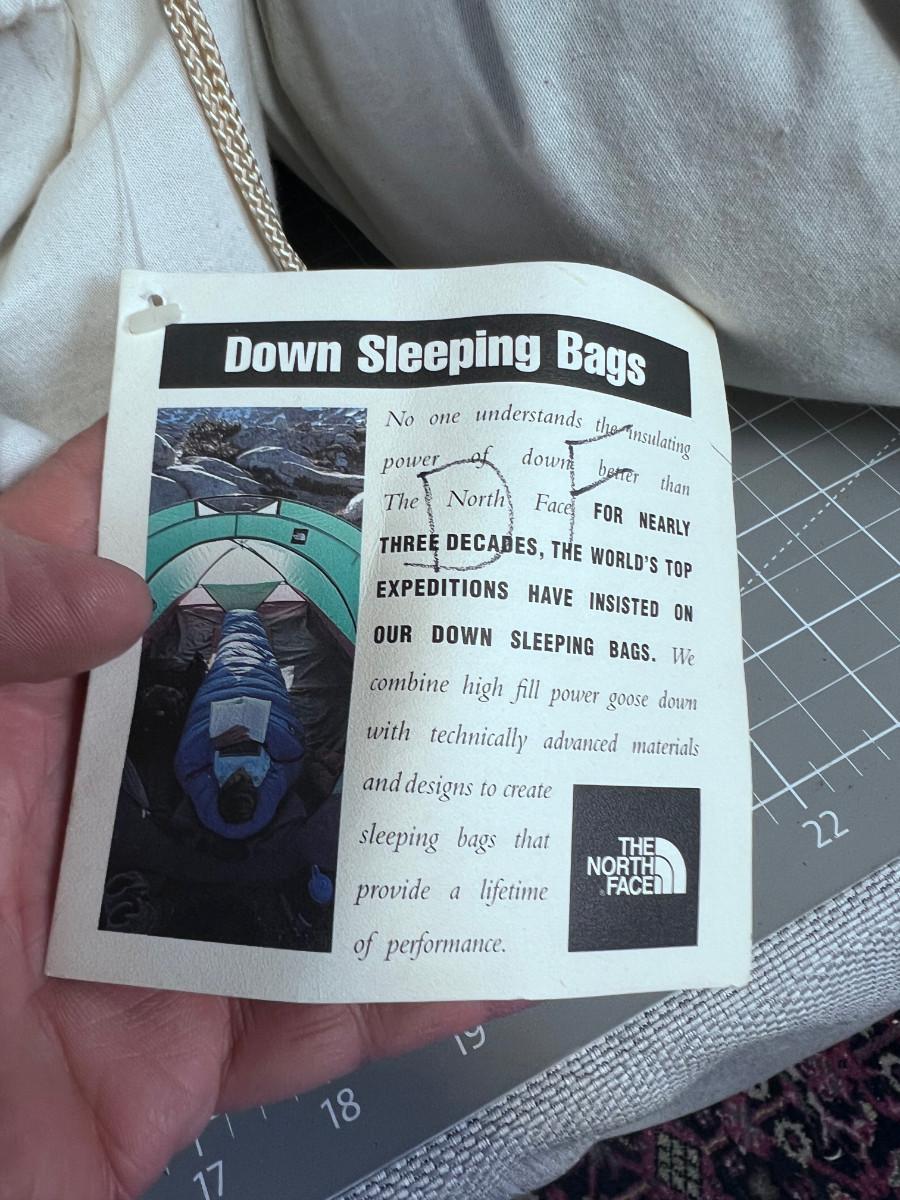 Down Sleeping Bags
No one understands the insulating
power of down better than
The North Face FOR NEARLY
THREE DECADES, THE WORLD'S TOP
EXPEDITIONS HAVE INSISTED ON
OUR DOWN SLEEPING BAGS. We
combine high fill power goose down
with technically advanced materials
and designs to create
sleeping bags that
provide a lifetime
of performance.
DF
THE
NORTH
FACE
22
19
18
17